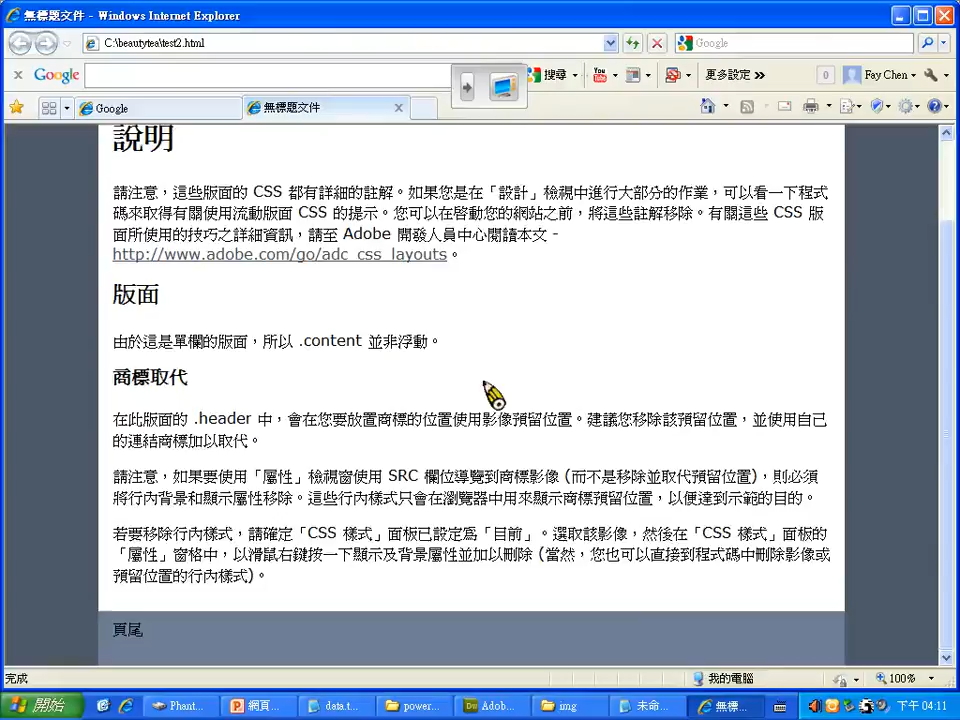 無標題文件 - Windows Internet Explorer
C:\beautytea\test2.html
Google
Google
搜尋
更多設定 »
0
Fay Chen
Google
無標題文件
說明
請注意，這些版面的 CSS 都有詳細的註解。如果您是在「設計」檢視中進行大部分的作業，可以看一下程式
碼來取得有關使用流動版面 CSS 的提示。您可以在啓動您的網站之前，將這些註解移除。有關這些 CSS 版
面所使用的技巧之詳細資訊，請至 Adobe 開發人員中心閱讀本文 -
http://www.adobe.com/go/adc_css_layouts。
版面
由於這是單欄的版面，所以 .content 並非浮動。
商標取代
在此版面的 .header 中，會在您要放置商標的位置使用影像預留位置。建議您移除該預留位置，並使用自己
的連結商標加以取代。
請注意，如果要使用「屬性」檢視窗使用 SRC 欄位導覽到商標影像 (而不是移除並取代預留位置)，則必須
將行內背景和顯示屬性移除。這些行內樣式只會在瀏覽器中用來顯示商標預留位置，以便達到示範的目的。
若要移除行內樣式，請確定「CSS 樣式」面板已設定爲「目前」。選取該影像，然後在「CSS 樣式」面板的
「屬性」窗格中，以滑鼠右鍵按一下顯示及背景屬性並加以刪除 (當然，您也可以直接到程式碼中刪除影像或
預留位置的行內樣式)。
頁尾
完成
我的電腦
100%
開始
Phant...
網頁...
data.t...
power...
Adob...
img
未命...
無標...
下午 04:11